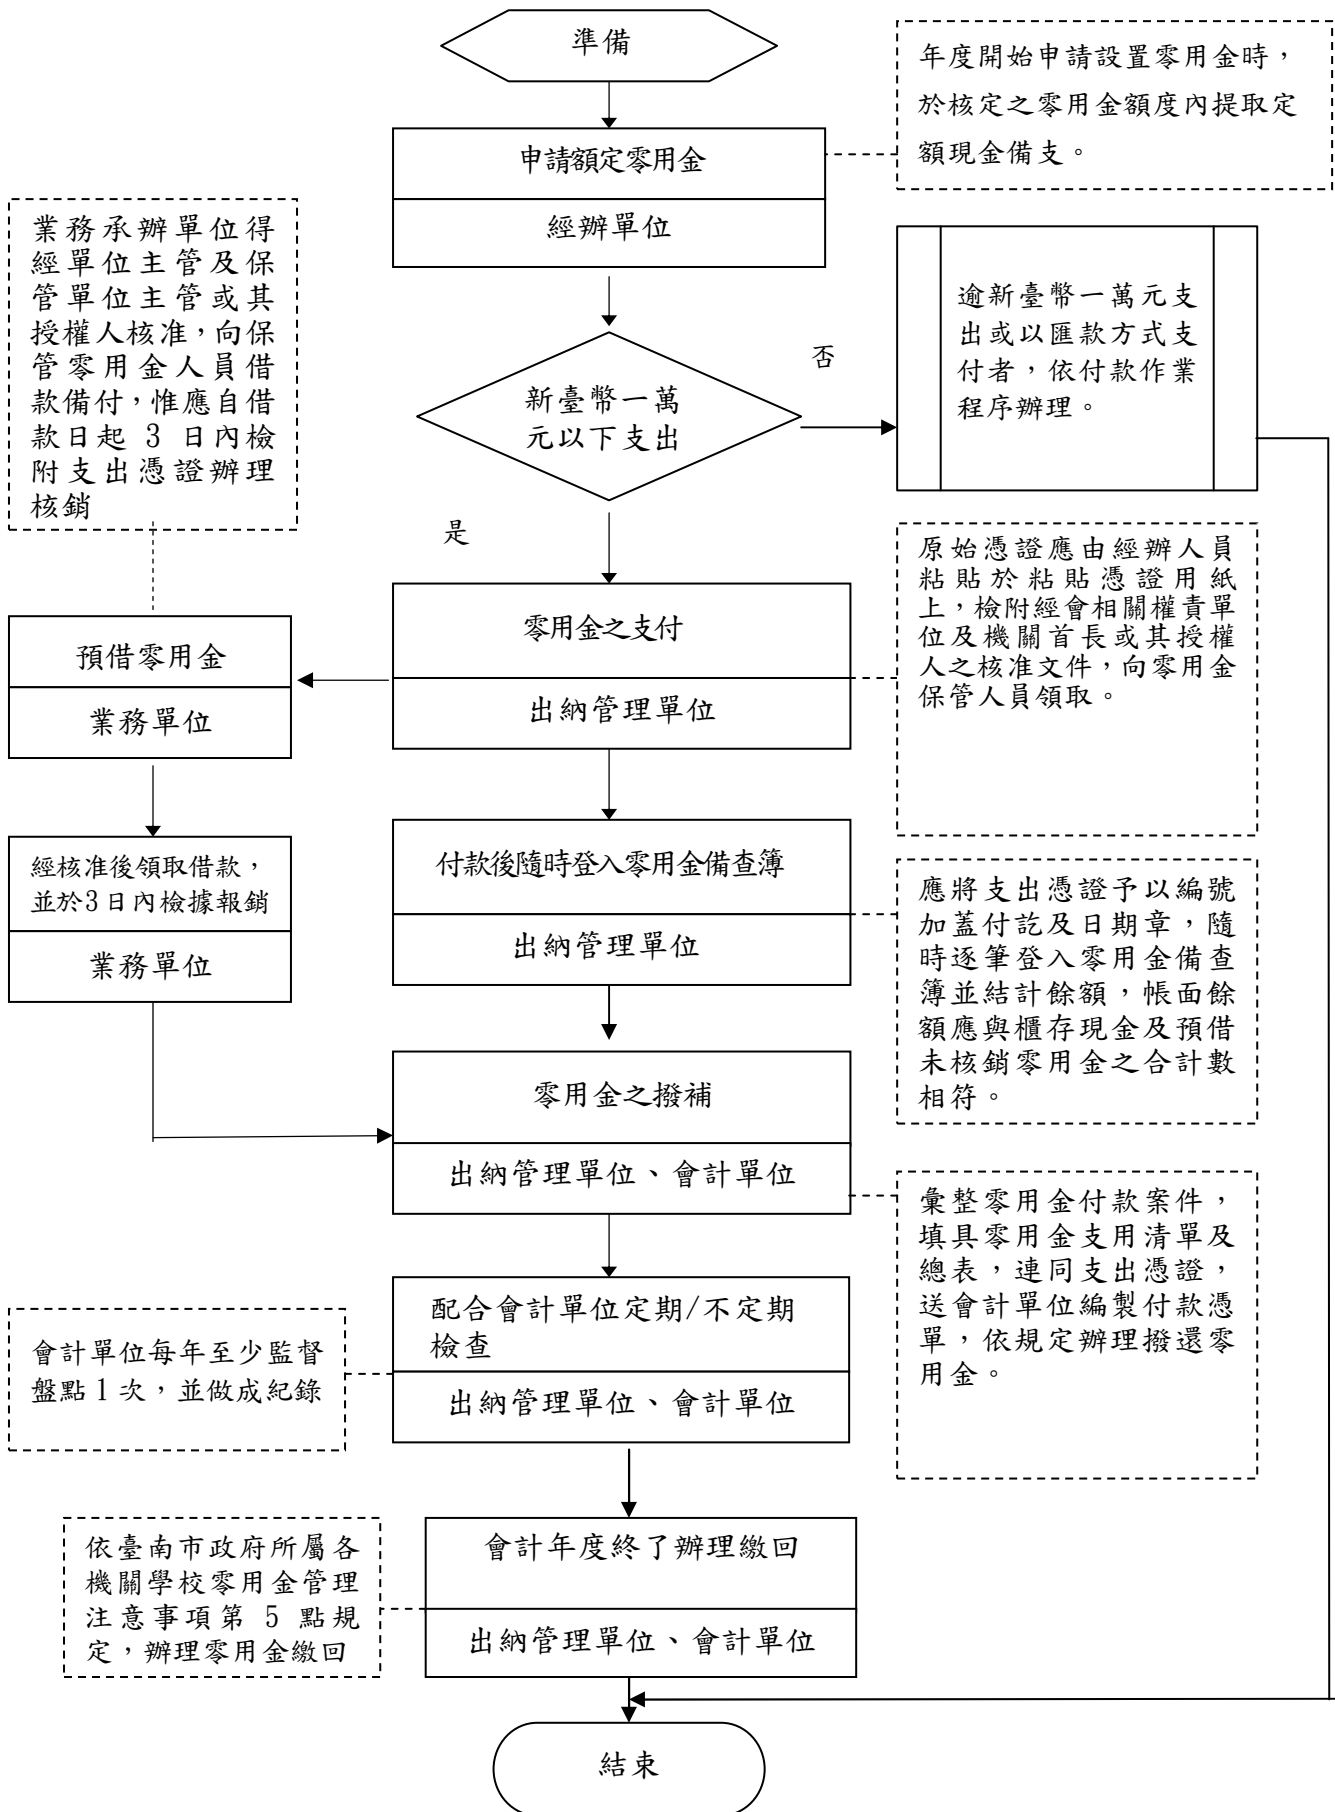 準備
年度開始申請設置零用金時，
於核定之零用金額度內提取定
額現金備支。
申請額定零用金
經辦單位
業務承辦單位得
經單位主管及保
管單位主管或其
授權人核准，向保
管零用金人員借
款備付，惟應自借
款日起 3 日內檢
附支出憑證辦理
核銷
逾新臺幣一萬元支
出或以匯款方式支
付者，依付款作業
程序辦理。
否
新臺幣一萬
元以下支出
是
原始憑證應由經辦人員
粘貼於粘貼憑證用紙
上，檢附經會相關權責單
位及機關首長或其授權
人之核准文件，向零用金
保管人員領取。
零用金之支付
出納管理單位
預借零用金
業務單位
經核准後領取借款，
並於3日內檢據報銷
業務單位
付款後隨時登入零用金備查簿
出納管理單位
應將支出憑證予以編號
加蓋付訖及日期章，隨
時逐筆登入零用金備查
簿並結計餘額，帳面餘
額應與櫃存現金及預借
未核銷零用金之合計數
相符。
零用金之撥補
出納管理單位、會計單位
彙整零用金付款案件，
填具零用金支用清單及
總表，連同支出憑證，
送會計單位編製付款憑
單，依規定辦理撥還零
用金。
配合會計單位定期/不定期
檢查
出納管理單位、會計單位
會計單位每年至少監督
盤點1次，並做成紀錄
會計年度終了辦理繳回
出納管理單位、會計單位
依臺南市政府所屬各
機關學校零用金管理
注意事項第 5 點規
定，辦理零用金繳回
結束